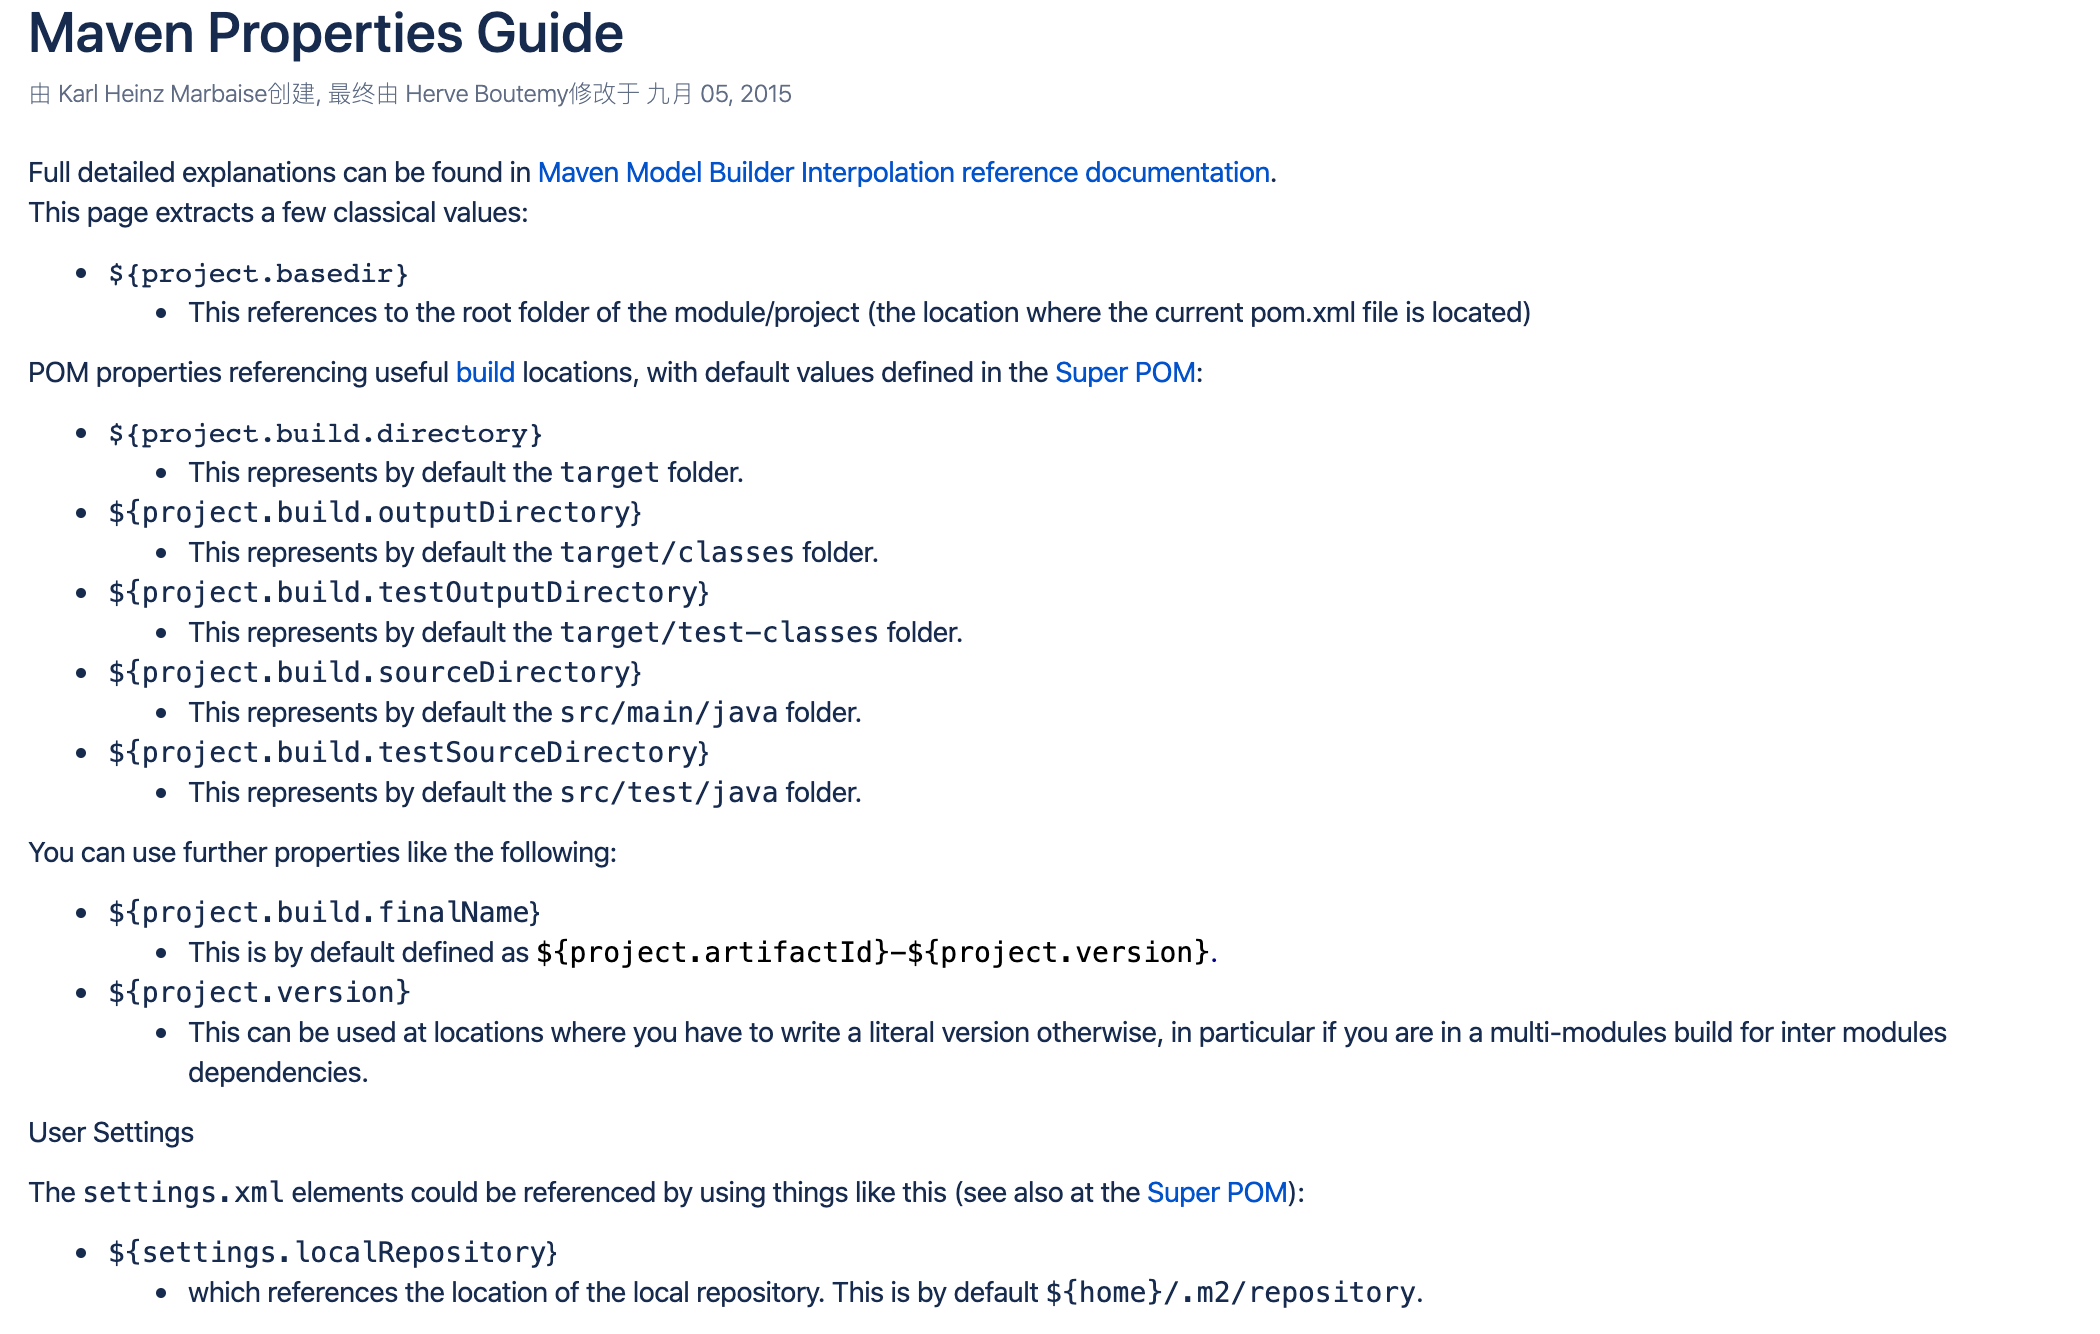 Maven Properties Guide
由 Karl Heinz Marbaise创建, 最终由 Herve Boutemy修改于 九月 05, 2015
Full detailed explanations can be found in Maven Model Builder Interpolation reference documentation.
This page extracts a few classical values:
• ${project.basedir}
• This references to the root folder of the module/project (the location where the current pom.xml file is located)
POM properties referencing useful build locations, with default values defined in the Super POM:
• ${project.build.directory}
• This represents by default the target folder.
• ${project.build.outputDirectory}
• This represents by default the target/classes folder.
• ${project.build.testOutputDirectory}
• This represents by default the target/test-classes folder.
• ${project.build.sourceDirectory}
• This represents by default the src/main/java folder.
• ${project.build.testSourceDirectory}
• This represents by default the src/test/java folder.
You can use further properties like the following:
• ${project.build.finalName}
• This is by default defined as ${project.artifactId}-${project.version}.
• ${project.version}
• This can be used at locations where you have to write a literal version otherwise, in particular if you are in a multi-modules build for inter modules
dependencies.
User Settings
The settings.xml elements could be referenced by using things like this (see also at the Super POM):
• ${settings.localRepository}
• which references the location of the local repository. This is by default ${home}/.m2/repository.